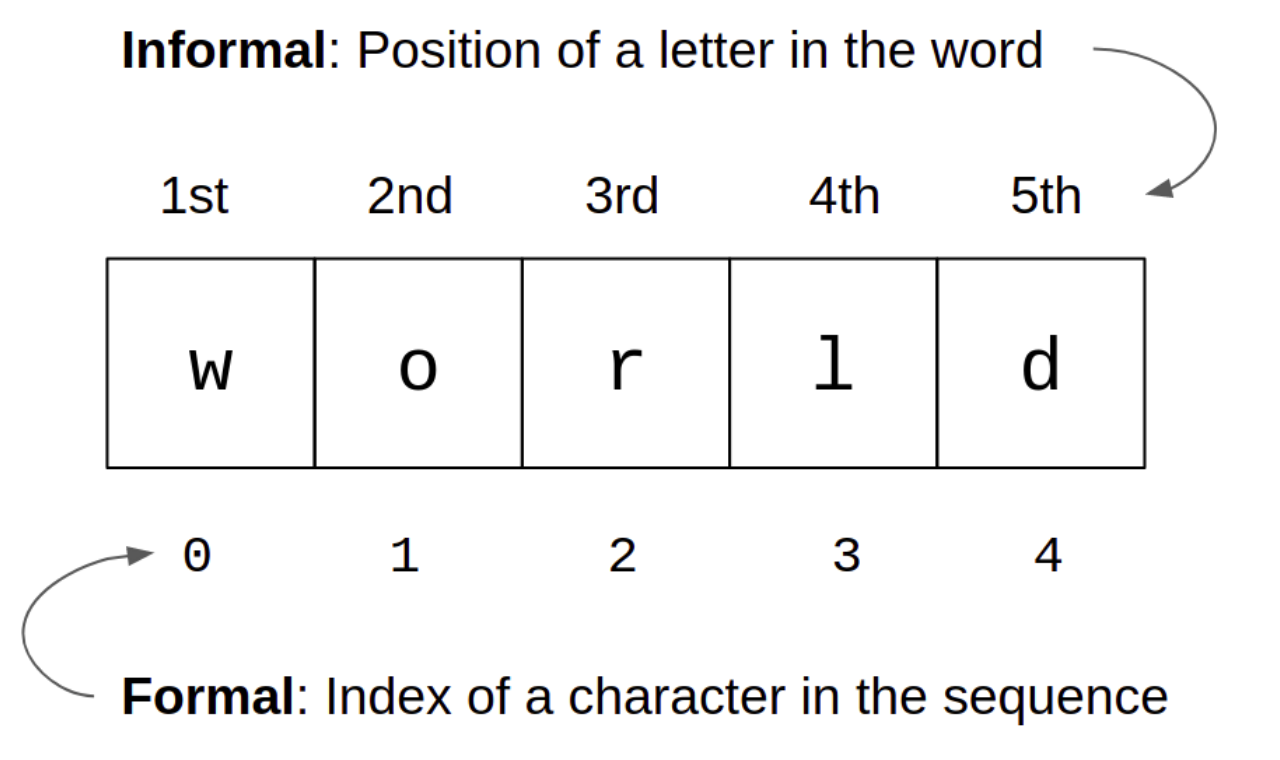 Informal: Position of a letter in the word
1st 2nd 3rd 4th 5th
w o r l d
0 1 2 3 4
Formal: Index of a character in the sequence